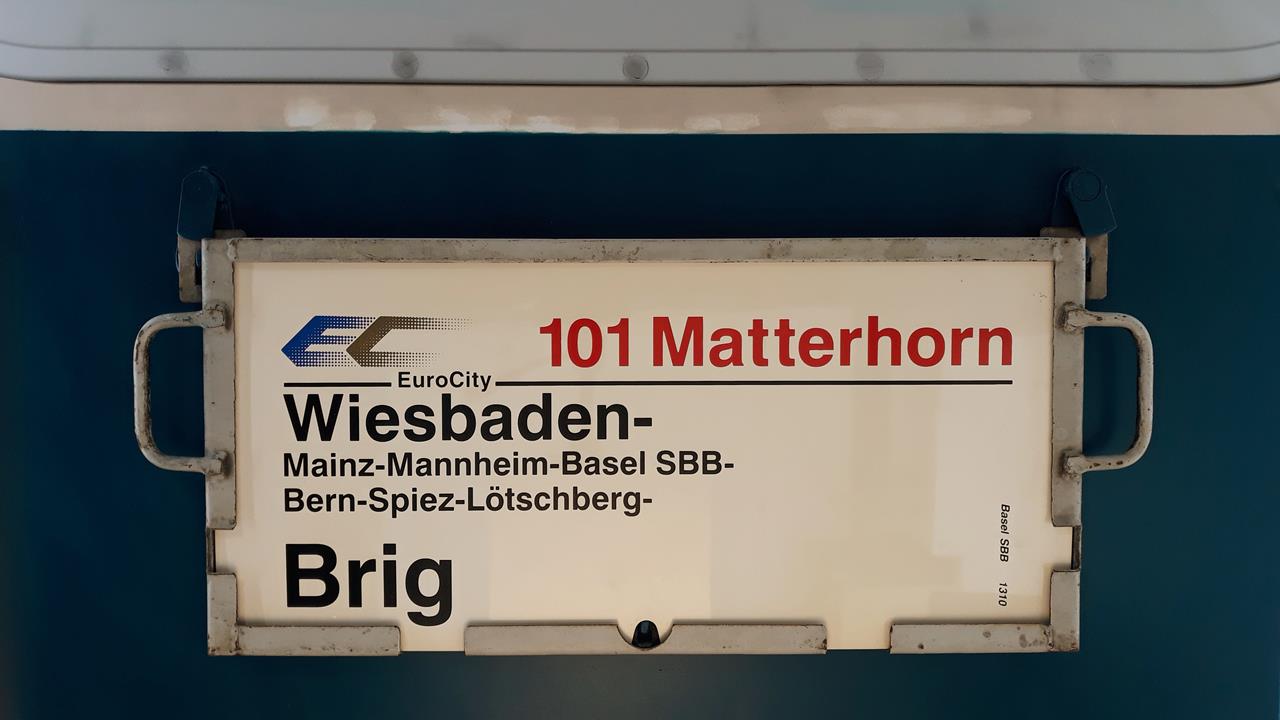 EC 101 Matterhorn
EuroCity
Wiesbaden-
Mainz-Mannheim-Basel SBB-
Bern-Spiez-Lötschberg-
Brig
Basel SBB 1310